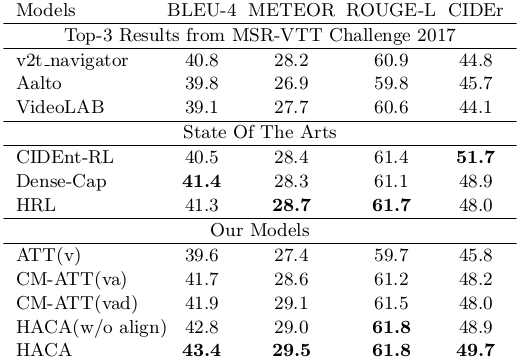 Models BLEU-4 METEOR ROUGE-L CIDEr
Top-3 Results from MSR-VTT Challenge 2017
v2t_navigator 40.8 28.2 60.9 44.8
Aalto 39.8 26.9 59.8 45.7
VideoLAB 39.1 27.7 60.6 44.1
State Of The Arts
CIDEnt-RL 40.5 28.4 61.4 51.7
Dense-Cap 41.4 28.3 61.1 48.9
HRL 41.3 28.7 61.7 48.0
Our Models
ATT(v) 39.6 27.4 59.7 45.8
CM-ATT(va) 41.7 28.6 61.2 48.2
CM-ATT(vad) 41.9 29.1 61.5 48.0
HACA(w/o align) 42.8 29.0 61.8 48.9
HACA 43.4 29.5 61.8 49.7